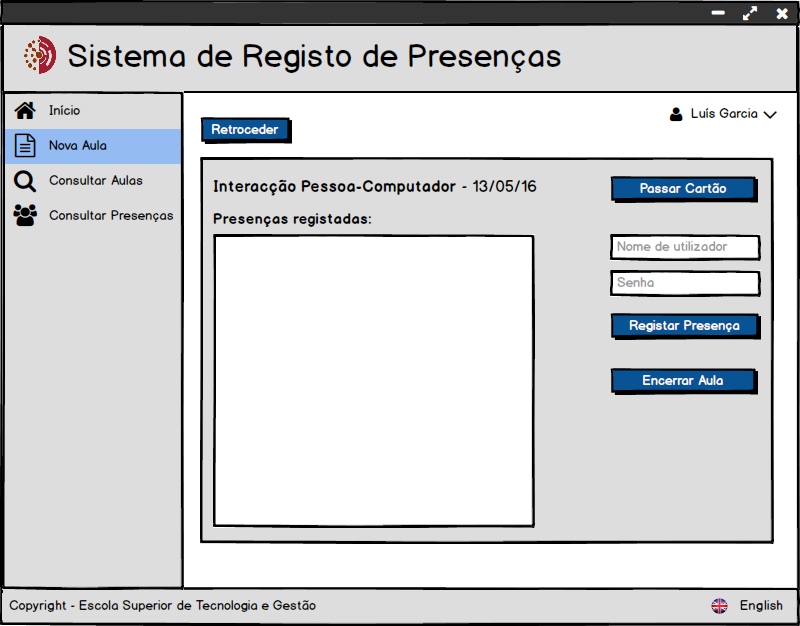 Sistema de Registo de Presenças
Início
Nova Aula
Consultar Aulas
Consultar Presenças
Luís Garcia
Retroceder
Interacção Pessoa-Computador - 13/05/16
Presenças registadas:
Passar Cartão
Nome de utilizador
Senha
Registar Presença
Encerrar Aula
Copyright - Escola Superior de Tecnologia e Gestão
English